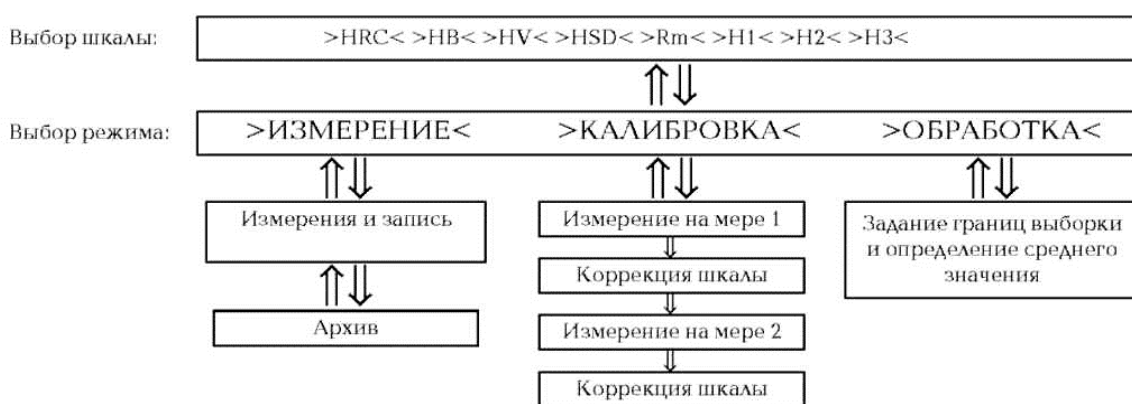 Выбор шкалы: >HRC< >HB< >HV< >HSD< >Rm< >H1< >H2< >H3<
Выбор режима: >ИЗМЕРЕНИЕ< >КАЛИБРОВКА< >ОБРАБОТКА<
Измерения и запись
Архив
Измерение на мере 1
Коррекция шкалы
Измерение на мере 2
Коррекция шкалы
Задание границ выборки
и определение среднего
значения